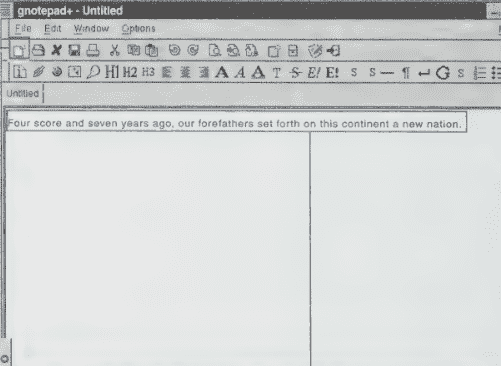 gnotepad+ - Untitled
File Edit Window Options
H1 H2 H3 A A A T S E! E! S S ¶ G S
Untitled
Four score and seven years ago, our forefathers set forth on this continent a new nation.